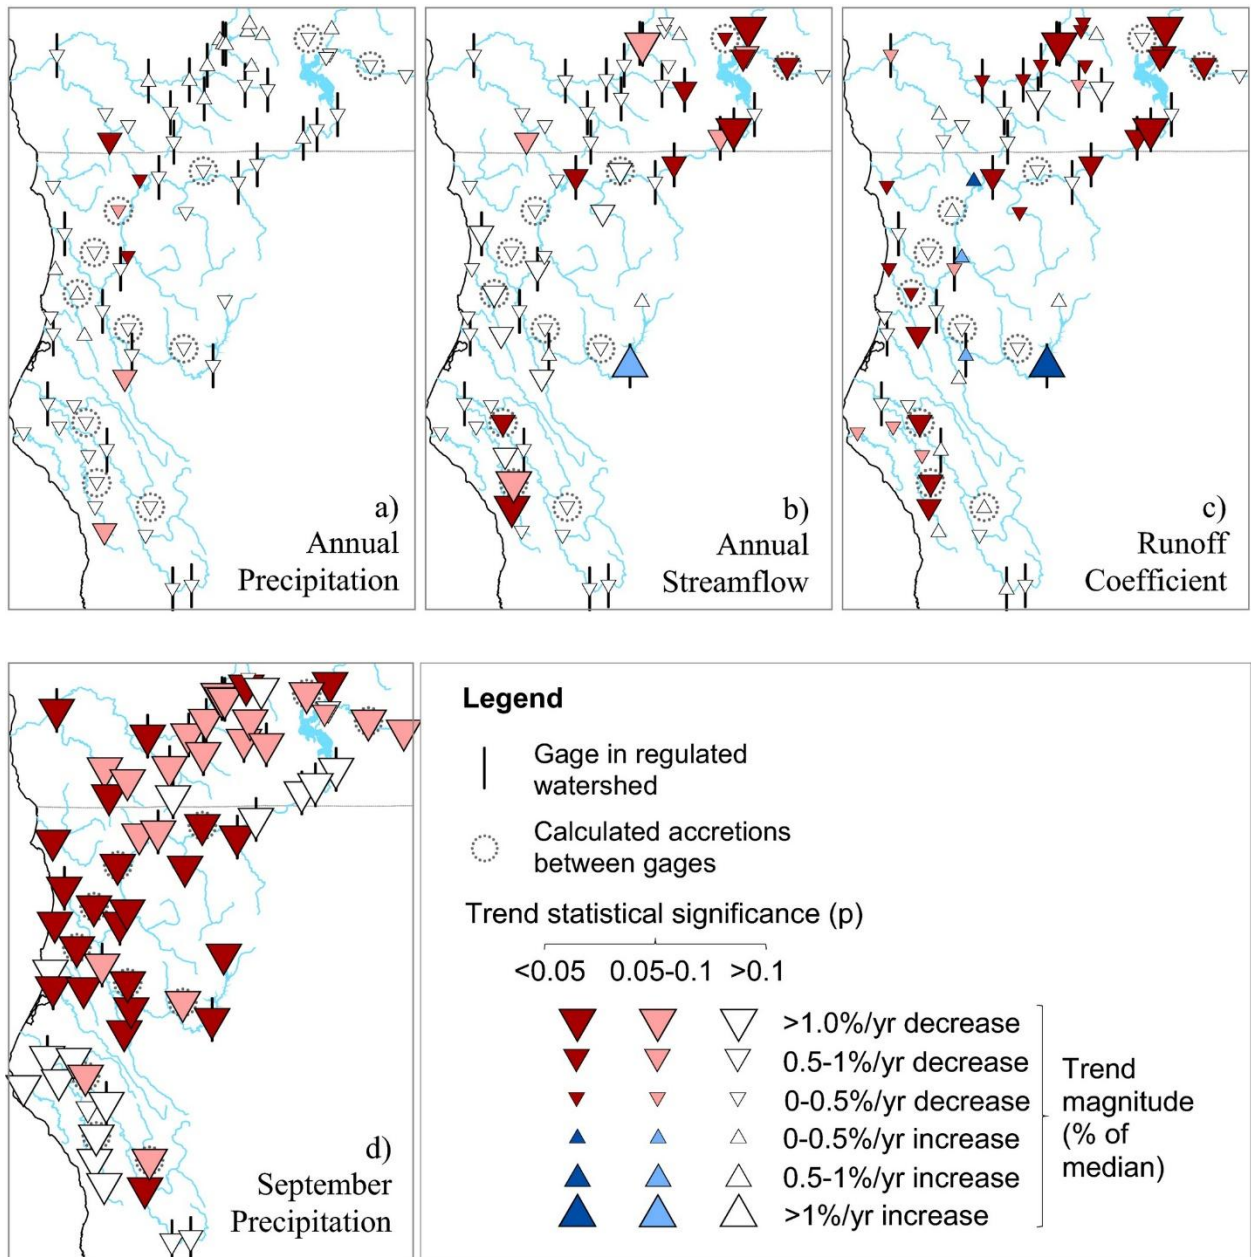 a)
Annual
Precipitation
b)
Annual
Streamflow
c)
Runoff
Coefficient
d)
September
Precipitation
Legend
Gage in regulated
watershed
Calculated accretions
between gages
Trend statistical significance (p)
<0.05 0.05-0.1 >0.1
>1.0%/yr decrease
0.5-1%/yr decrease
0-0.5%/yr decrease
0-0.5%/yr increase
0.5-1%/yr increase
>1%/yr increase
Trend
magnitude
(% of
median)